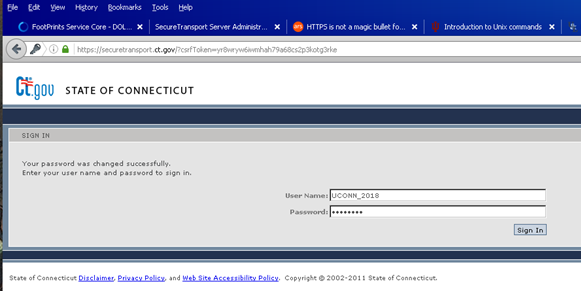 File Edit View History Bookmarks Tools Help
FootPrints Service Core - DOL... SecureTransport Server Administr... HTTPS is not a magic bullet fo... Introduction to Unix commands
https://securetransport.ct.gov/?csrfToken=yr8wryw6iwmhah79a68cs2p3kotg3rke
Ct.gov STATE OF CONNECTICUT
SIGN IN
Your password was changed successfully.
Enter your user name and password to sign in.
User Name: UCONN_2018
Password: ••••••••
Sign In
State of Connecticut Disclaimer, Privacy Policy, and Web Site Accessibility Policy. Copyright © 2002-2011 State of Connecticut.